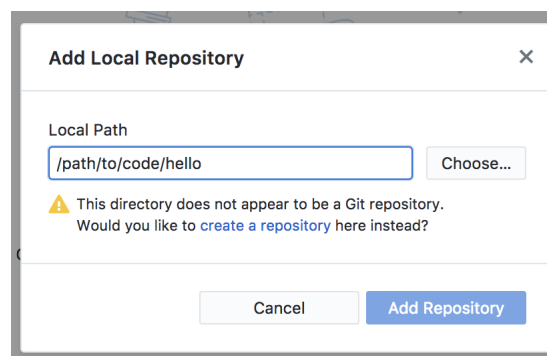 Add Local Repository
Local Path
/path/to/code/hello
Choose...
This directory does not appear to be a Git repository.
Would you like to create a repository here instead?
Cancel
Add Repository